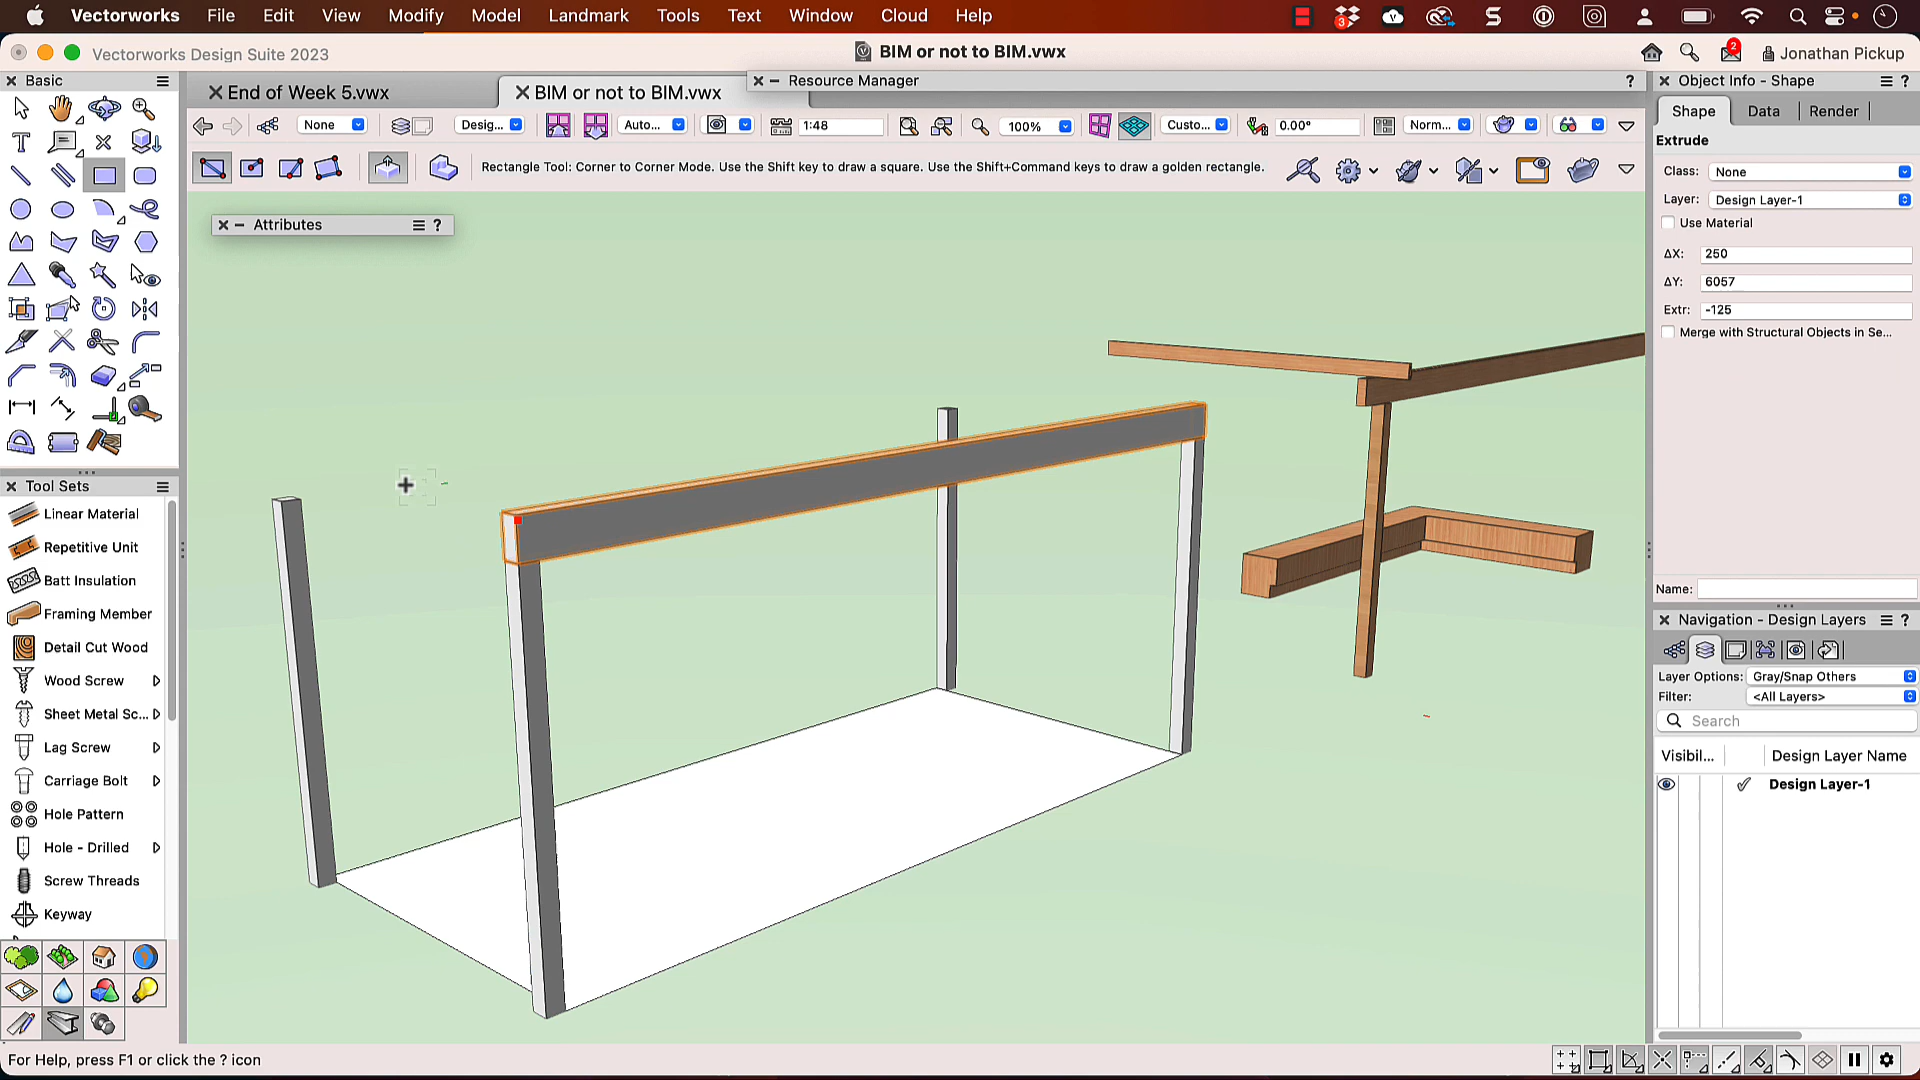 Vectorworks File Edit View Modify Model Landmark Tools Text Window Cloud Help
3
Vectorworks Design Suite 2023
BIM or not to BIM.vwx
2
Jonathan Pickup
Basic
End of Week 5.vwx
BIM or not to BIM.vwx
Resource Manager ?
None
Desig...
Auto...
1:48
100%
Custo...
0.00°
Norm...
Rectangle Tool: Corner to Corner Mode. Use the Shift key to draw a square. Use the Shift+Command keys to draw a golden rectangle.
Attributes ?
Tool Sets
Linear Material
Repetitive Unit
Batt Insulation
Framing Member
Detail Cut Wood
Wood Screw
Sheet Metal Sc...
Lag Screw
Carriage Bolt
Hole Pattern
Hole - Drilled
Screw Threads
Keyway
Object Info - Shape ?
Shape Data Render
Extrude
Class: None
Layer: Design Layer-1
Use Material
ΔX: 250
ΔY: 6057
Extr: -125
Merge with Structural Objects in Se...
Name:
Navigation - Design Layers ?
Layer Options: Gray/Snap Others
Filter: <All Layers>
Search
Visibil... Design Layer Name
Design Layer-1
For Help, press F1 or click the ? icon